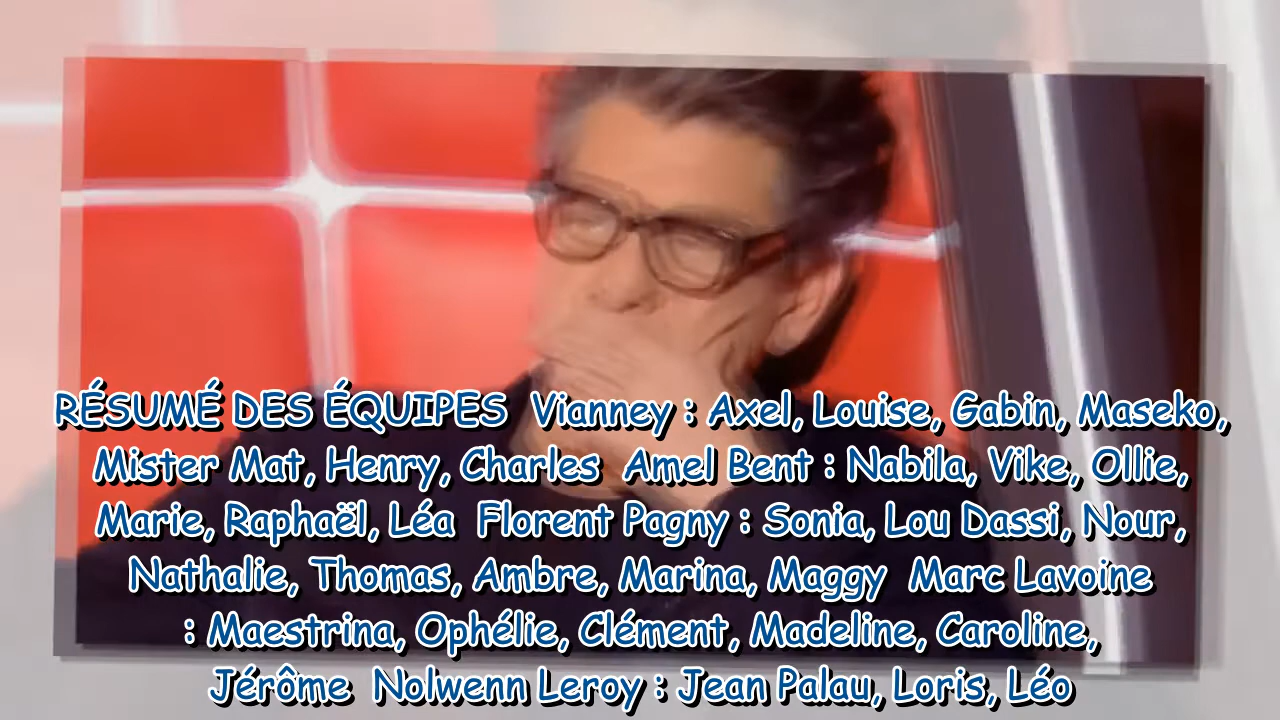 RÉSUMÉ DES ÉQUIPES  Vianney : Axel, Louise, Gabin, Maseko,
Mister Mat, Henry, Charles  Amel Bent : Nabila, Vike, Ollie,
Marie, Raphaël, Léa  Florent Pagny : Sonia, Lou Dassi, Nour,
Nathalie, Thomas, Ambre, Marina, Maggy  Marc Lavoine
: Maestrina, Ophélie, Clément, Madeline, Caroline,
Jérôme  Nolwenn Leroy : Jean Palau, Loris, Léo